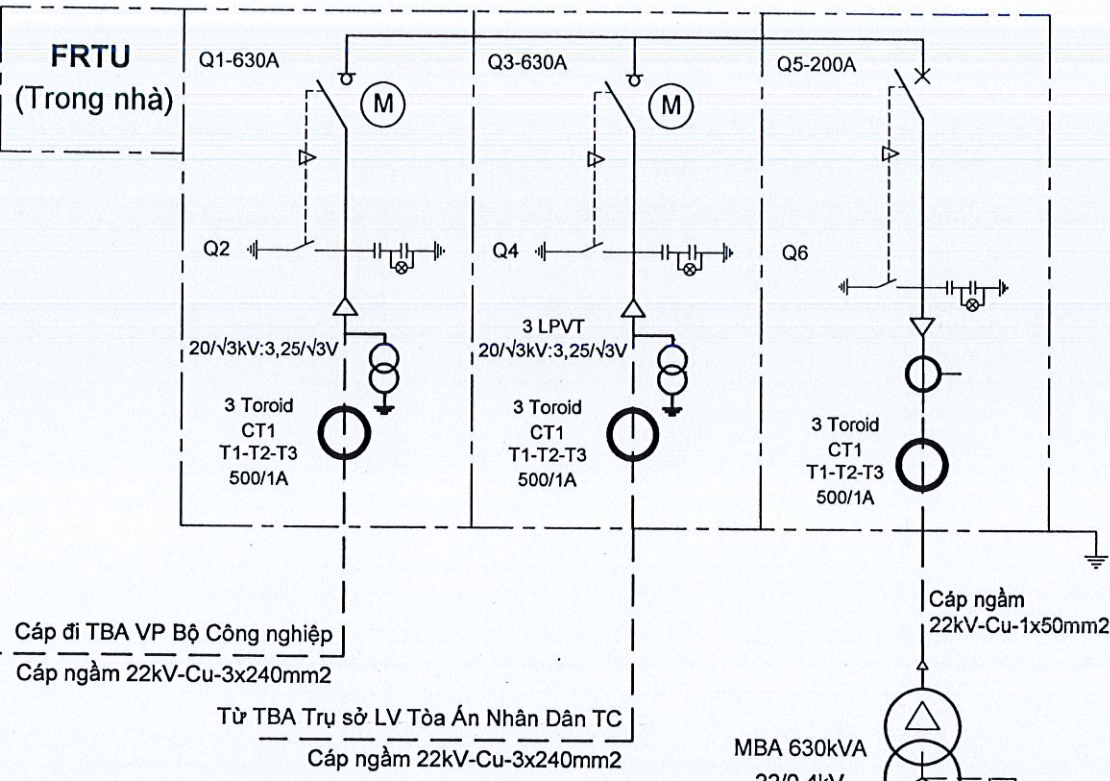 FRTU
(Trong nhà)
Q1-630A
M
Q2
20/√3kV:3,25/√3V
3 Toroid
CT1
T1-T2-T3
500/1A
Q3-630A
M
Q4
3 LPVT
20/√3kV:3,25/√3V
3 Toroid
CT1
T1-T2-T3
500/1A
Q5-200A
Q6
3 Toroid
CT1
T1-T2-T3
500/1A
Cáp đi TBA VP Bộ Công nghiệp
Cáp ngầm 22kV-Cu-3x240mm2
Từ TBA Trụ sở LV Tòa Án Nhân Dân TC
Cáp ngầm 22kV-Cu-3x240mm2
Cáp ngầm
22kV-Cu-1x50mm2
MBA 630kVA
22/0,4kV